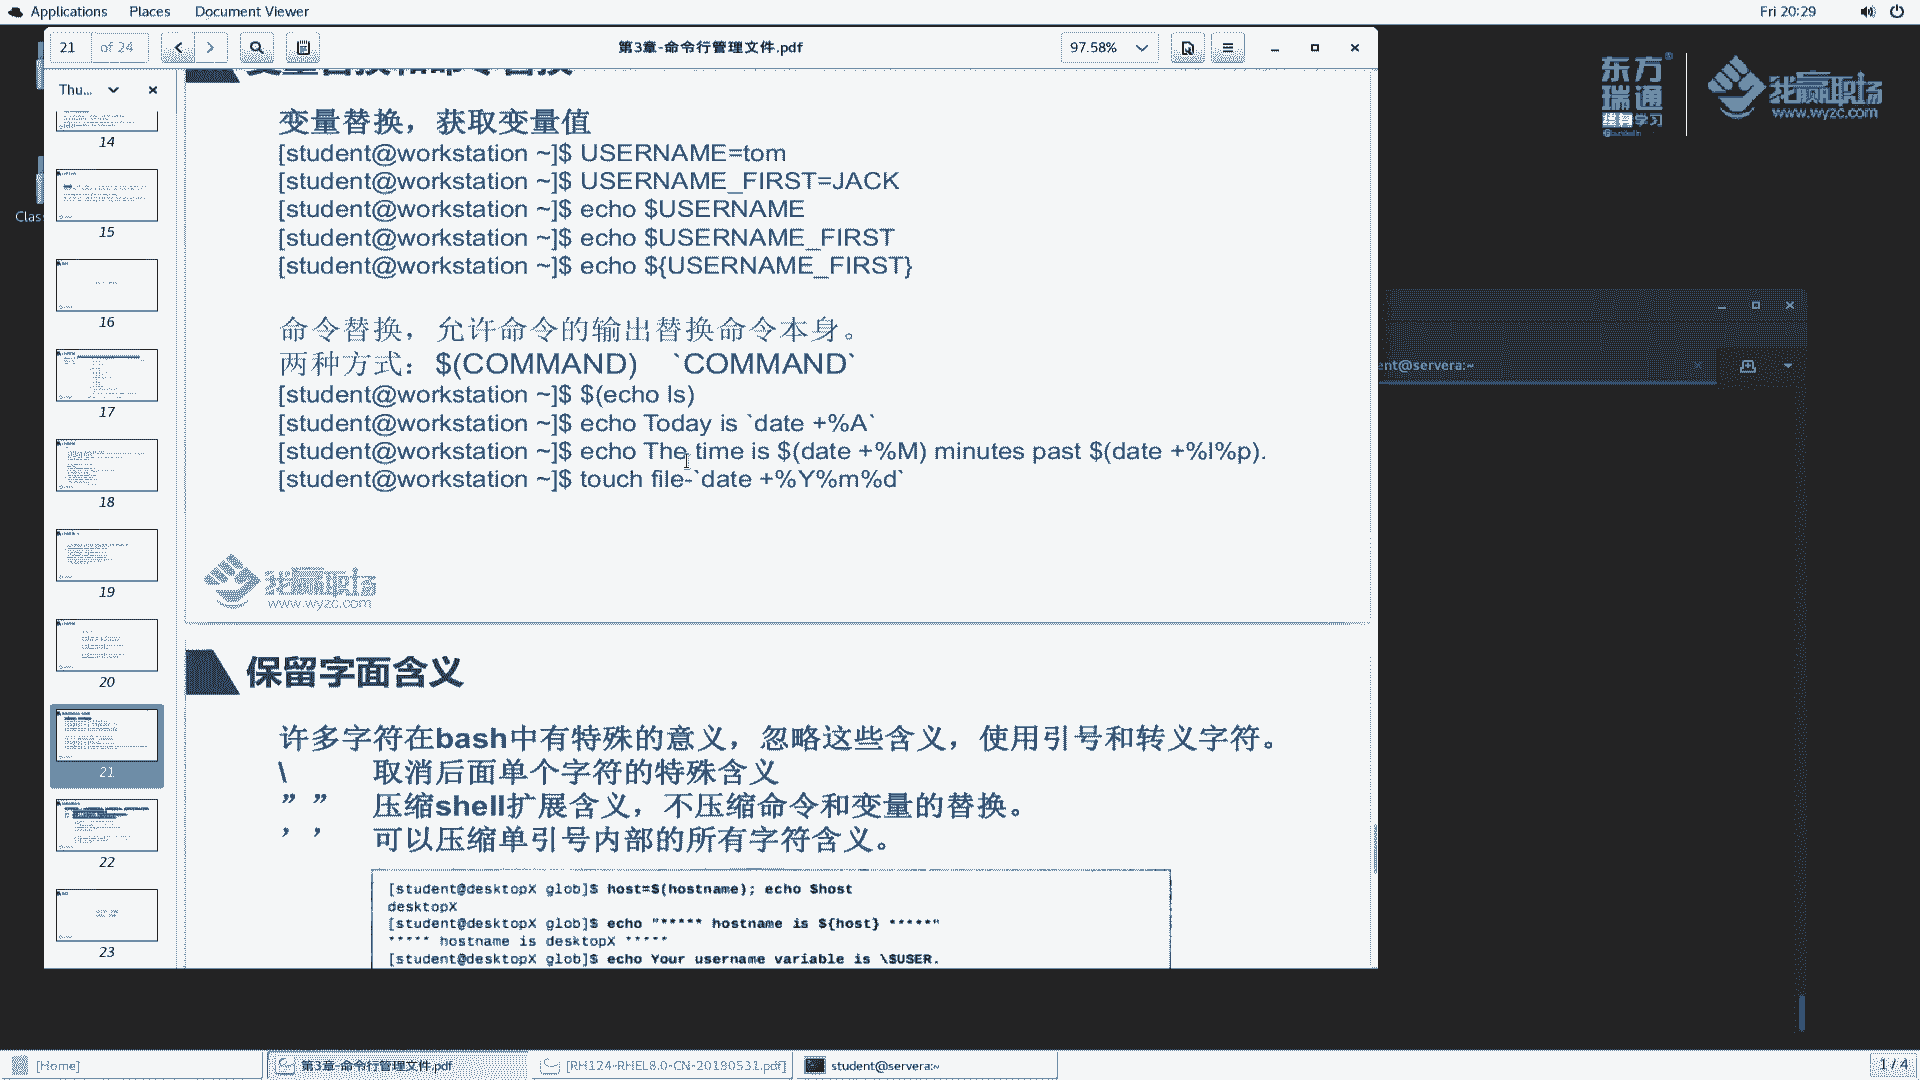 Applications Places Document Viewer Fri 20:29
21 of 24 第3章-命令行管理文件.pdf 97.58%
Thu...
14
15
16
17
18
19
20
21
22
23
变量替换和命令替换
变量替换，获取变量值
[student@workstation ~]$ USERNAME=tom
[student@workstation ~]$ USERNAME_FIRST=JACK
[student@workstation ~]$ echo $USERNAME
[student@workstation ~]$ echo $USERNAME_FIRST
[student@workstation ~]$ echo ${USERNAME_FIRST}
命令替换，允许命令的输出替换命令本身。
两种方式：$(COMMAND) `COMMAND`
[student@workstation ~]$ $(echo ls)
[student@workstation ~]$ echo Today is `date +%A`
[student@workstation ~]$ echo The time is $(date +%M) minutes past $(date +%l%p).
[student@workstation ~]$ touch file-`date +%Y%m%d`
我赢职场
www.wyzc.com
保留字面含义
许多字符在bash中有特殊的意义，忽略这些含义，使用引号和转义字符。
\ 取消后面单个字符的特殊含义
” ” 压缩shell扩展含义，不压缩命令和变量的替换。
’ ’ 可以压缩单引号内部的所有字符含义。
[student@desktopX glob]$ host=$(hostname); echo $host
desktopX
[student@desktopX glob]$ echo "***** hostname is ${host} *****"
***** hostname is desktopX *****
[student@desktopX glob]$ echo Your username variable is \$USER.
Clas
东方
瑞通
终身学习
我赢职场
www.wyzc.com
ent@servera:~
[Home] 第3章-命令行管理文件.pdf [RH124-RHEL8.0-CN-20190531.pdf] student@servera:~ 1 / 4